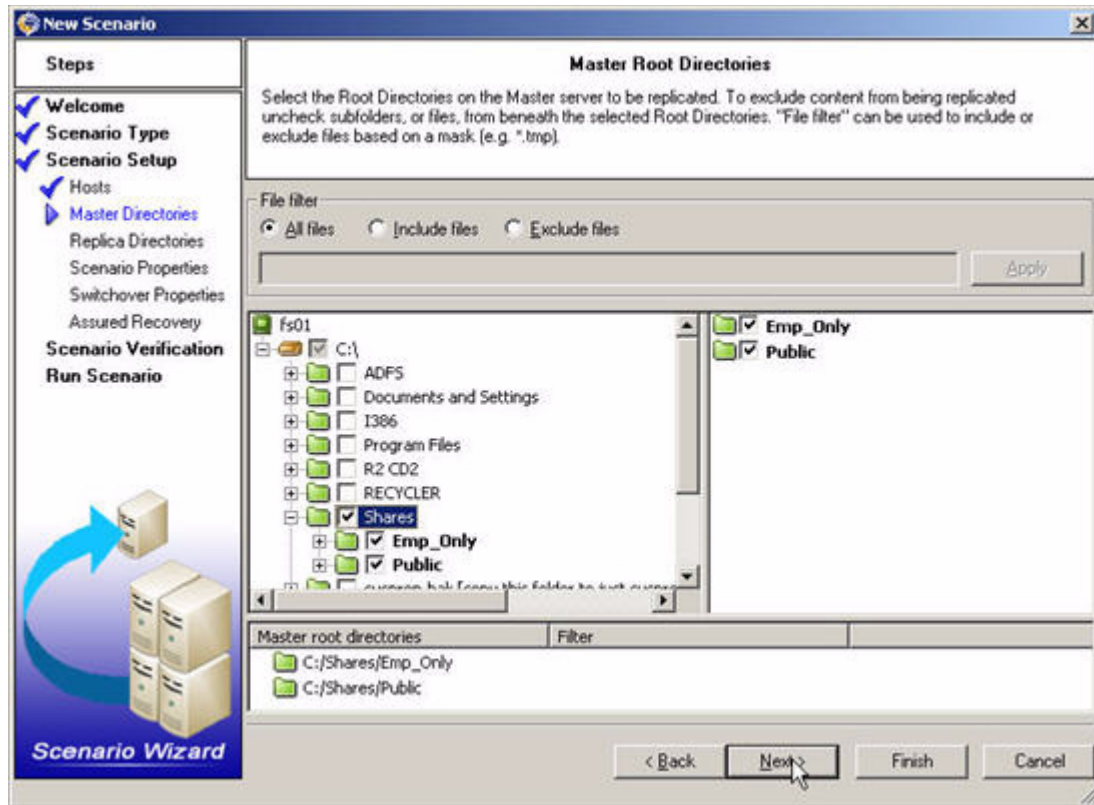 New Scenario
Steps
Welcome
Scenario Type
Scenario Setup
Hosts
Master Directories
Replica Directories
Scenario Properties
Switchover Properties
Assured Recovery
Scenario Verification
Run Scenario
Scenario Wizard
Master Root Directories
Select the Root Directories on the Master server to be replicated. To exclude content from being replicated
uncheck subfolders, or files, from beneath the selected Root Directories. "File filter" can be used to include or
exclude files based on a mask (e.g. *.tmp).
File filter
All files Include files Exclude files
Apply
fs01
C:\
ADFS
Documents and Settings
I386
Program Files
R2 CD2
RECYCLER
Shares
Emp_Only
Public
Emp_Only
Public
Master root directories Filter
C:/Shares/Emp_Only
C:/Shares/Public
< Back Next > Finish Cancel